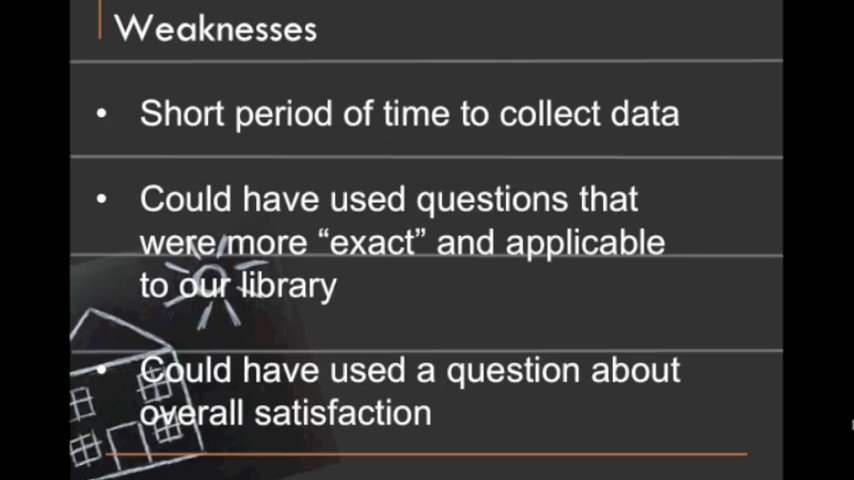 Weaknesses
• Short period of time to collect data
• Could have used questions that
were more “exact” and applicable
to our library
• Could have used a question about
overall satisfaction